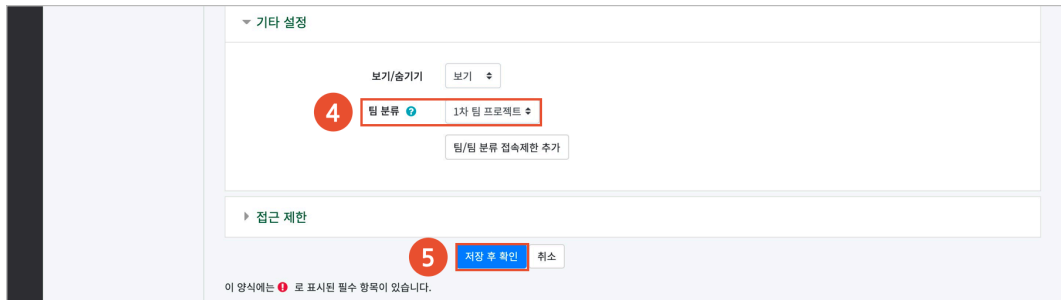 기타 설정
보기/숨기기 보기
4 팀 분류 ? 1차 팀 프로젝트
팀/팀 분류 접속제한 추가
접근 제한
5 저장 후 확인 취소
이 양식에는 ! 로 표시된 필수 항목이 있습니다.